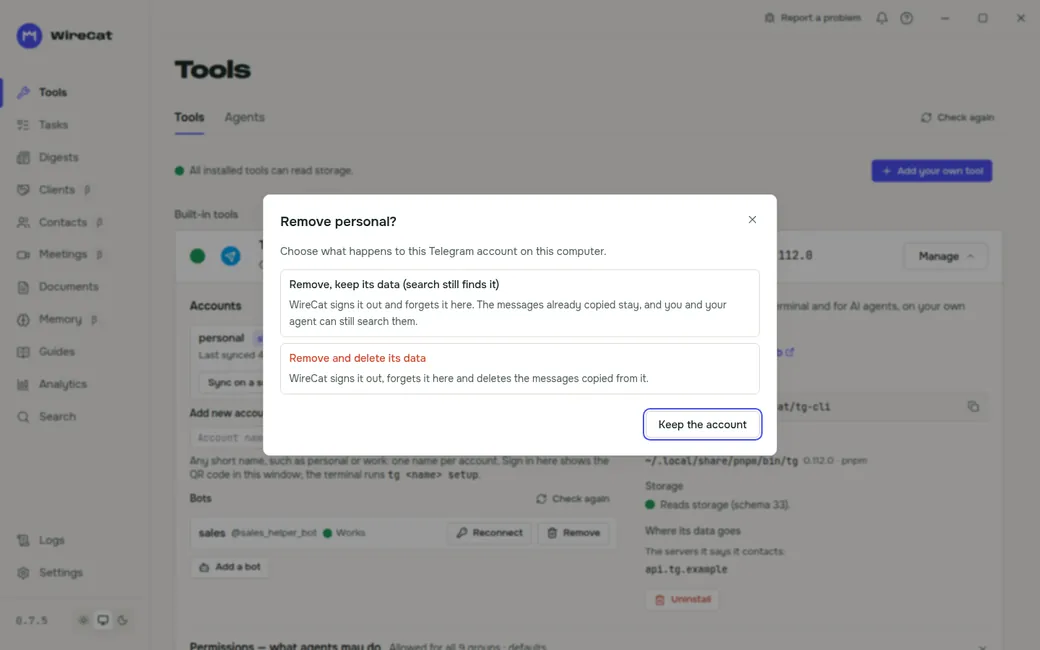 wirecat
Report a problem
Tools
Tools
Tools Agents
Check again
Tasks
Digests
Clients β
Contacts β
Meetings β
Documents
Memory β
Guides
Analytics
Search
Logs
Settings
0.7.5
All installed tools can read storage.
+ Add your own tool
Built-in tools
112.0
Manage
Accounts
erminal and for AI agents, on your own
personal
Last synced 4
Sync on a s
Add new accou
Account nam
at/tg-cli
Remove personal?
Choose what happens to this Telegram account on this computer.
Remove, keep its data (search still finds it)
WireCat signs it out and forgets it here. The messages already copied stay, and you and your
agent can still search them.
Remove and delete its data
WireCat signs it out, forgets it here and deletes the messages copied from it.
Keep the account
Any short name, such as personal or work: one name per account. Sign in here shows the
QR code in this window; the terminal runs tg <name> setup.
~/.local/share/pnpm/bin/tg 0.112.0 · pnpm
Bots
Check again
Storage
Reads storage (schema 33).
sales @sales_helper_bot Works
Reconnect
Remove
Where its data goes
The servers it says it contacts:
api.tg.example
Add a bot
Uninstall
Permissions — what agents may do Allowed for all 9 groups · defaults